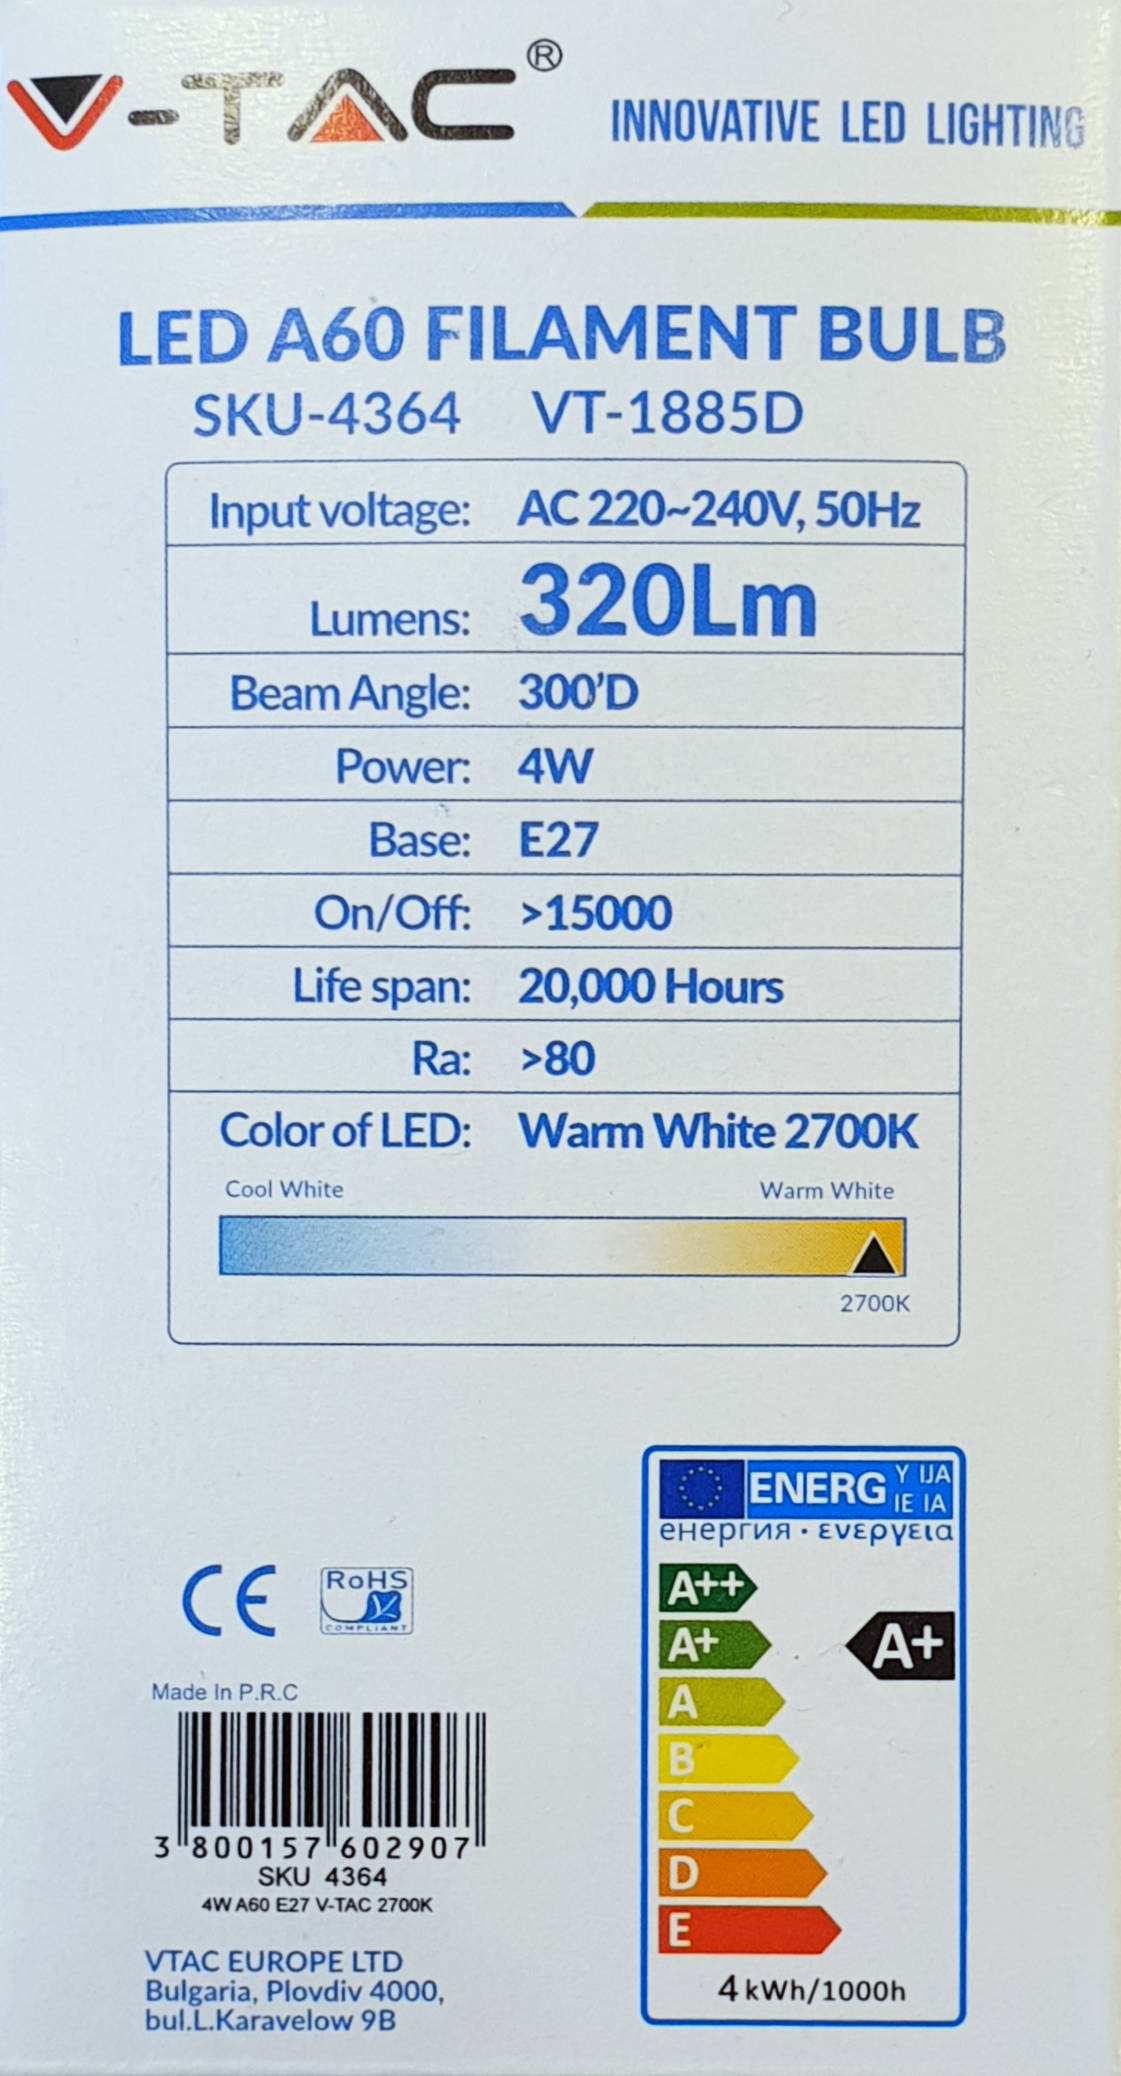 V-TAC®
INNOVATIVE LED LIGHTING
LED A60 FILAMENT BULB
SKU-4364 VT-1885D
Input voltage: AC 220~240V, 50Hz
Lumens: 320Lm
Beam Angle: 300’D
Power: 4W
Base: E27
On/Off: >15000
Life span: 20,000 Hours
Ra: >80
Color of LED: Warm White 2700K
Cool White Warm White
2700K
ENERG Y IJA
IE IA
енергия · ενεργεια
A++
A+ A+
A
B
C
D
E
4 kWh/1000h
CE RoHS
COMPLIANT
Made In P.R.C
3 800157 602907
SKU 4364
4W A60 E27 V-TAC 2700K
VTAC EUROPE LTD
Bulgaria, Plovdiv 4000,
bul.L.Karavelow 9B